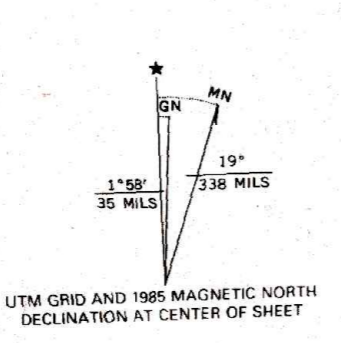 ★
GN
MN
1°58'
35 MILS
19°
338 MILS
UTM GRID AND 1985 MAGNETIC NORTH
DECLINATION AT CENTER OF SHEET